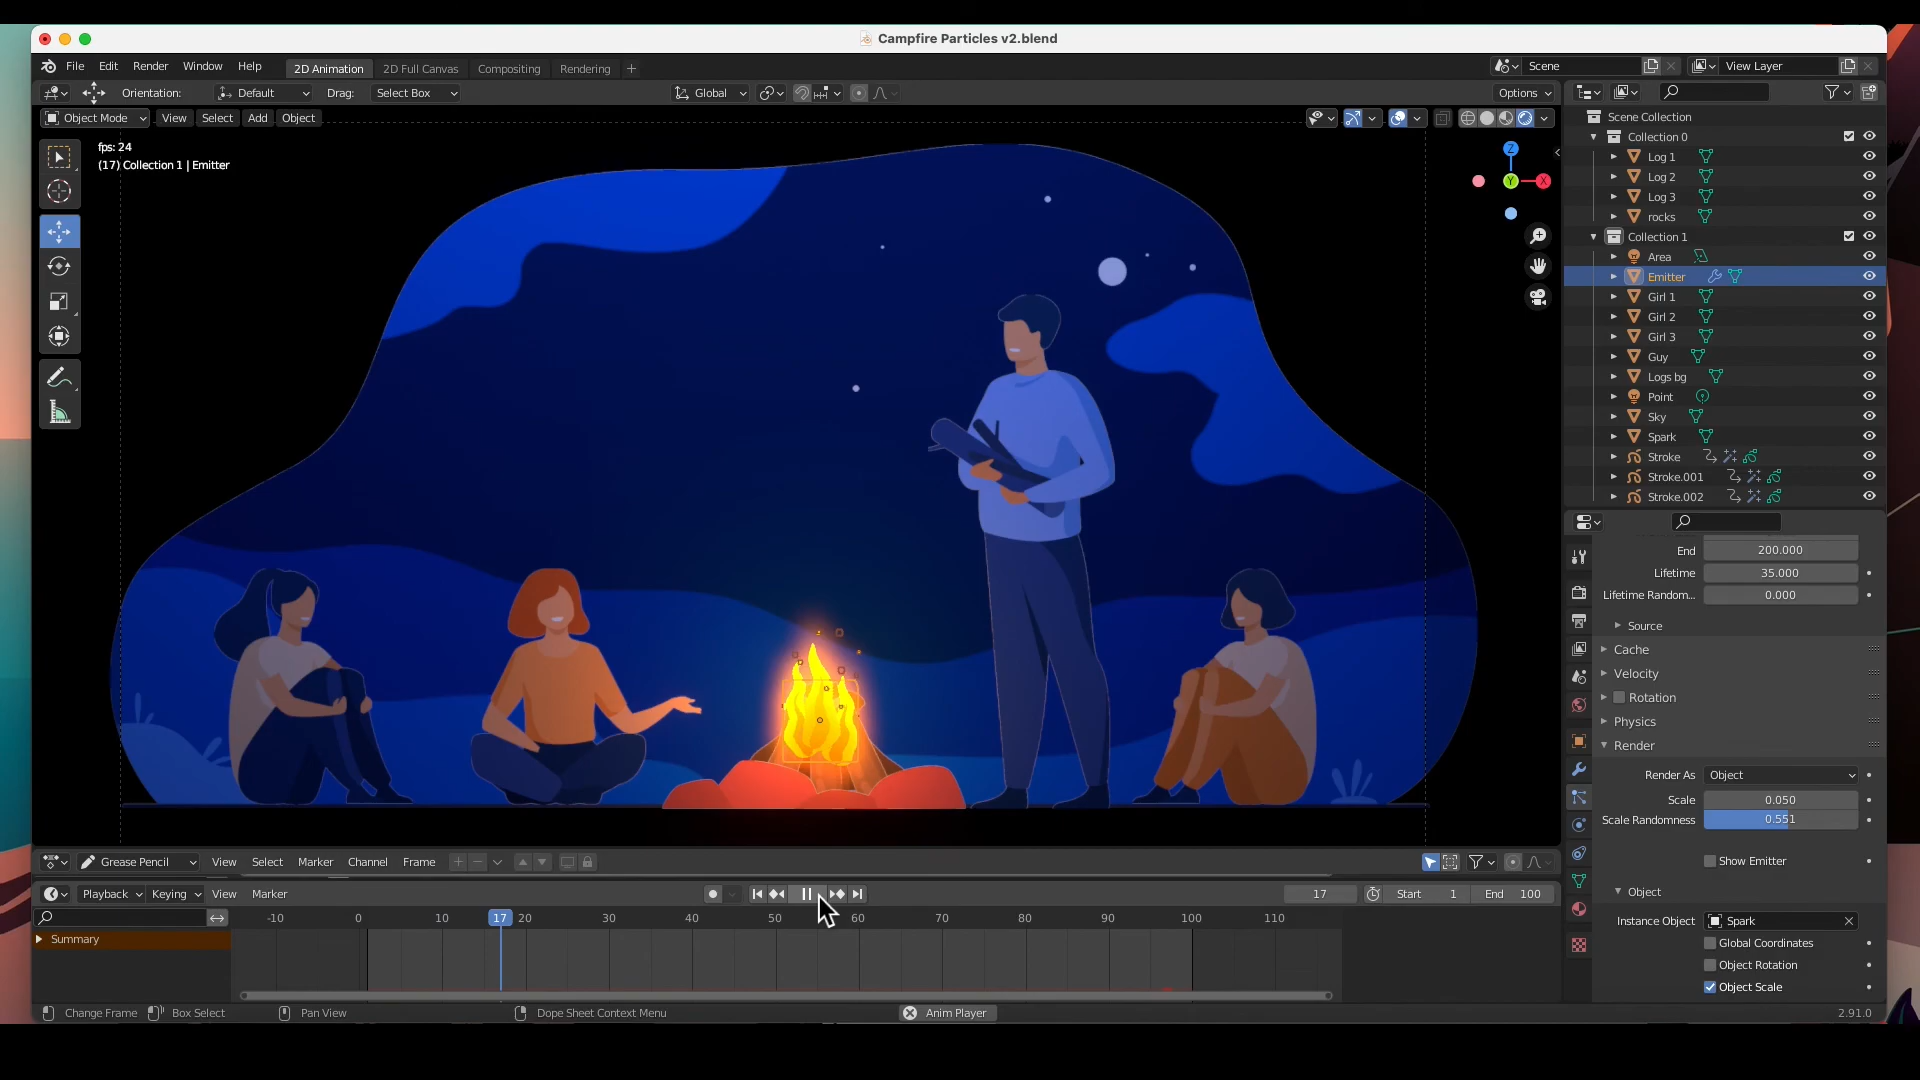 Campfire Particles v2.blend
File Edit Render Window Help 2D Animation 2D Full Canvas Compositing Rendering + Scene View Layer
Orientation: Default Drag: Select Box Global Options
Object Mode View Select Add Object
fps: 24
(17) Collection 1 | Emitter
Z
Y X
Scene Collection
Collection 0
Log 1
Log 2
Log 3
rocks
Collection 1
Area
Emitter
Girl 1
Girl 2
Girl 3
Guy
Logs bg
Point
Sky
Spark
Stroke
Stroke.001
Stroke.002
End 200.000
Lifetime 35.000
Lifetime Random... 0.000
Source
Cache
Velocity
Rotation
Physics
Render
Render As Object
Scale 0.050
Scale Randomness 0.551
Show Emitter
Object
Instance Object Spark
Global Coordinates
Object Rotation
Object Scale
Grease Pencil View Select Marker Channel Frame
Playback Keying View Marker 17 Start 1 End 100
-10 0 10 17 20 30 40 50 60 70 80 90 100 110
Summary
Change Frame Box Select Pan View Dope Sheet Context Menu Anim Player 2.91.0